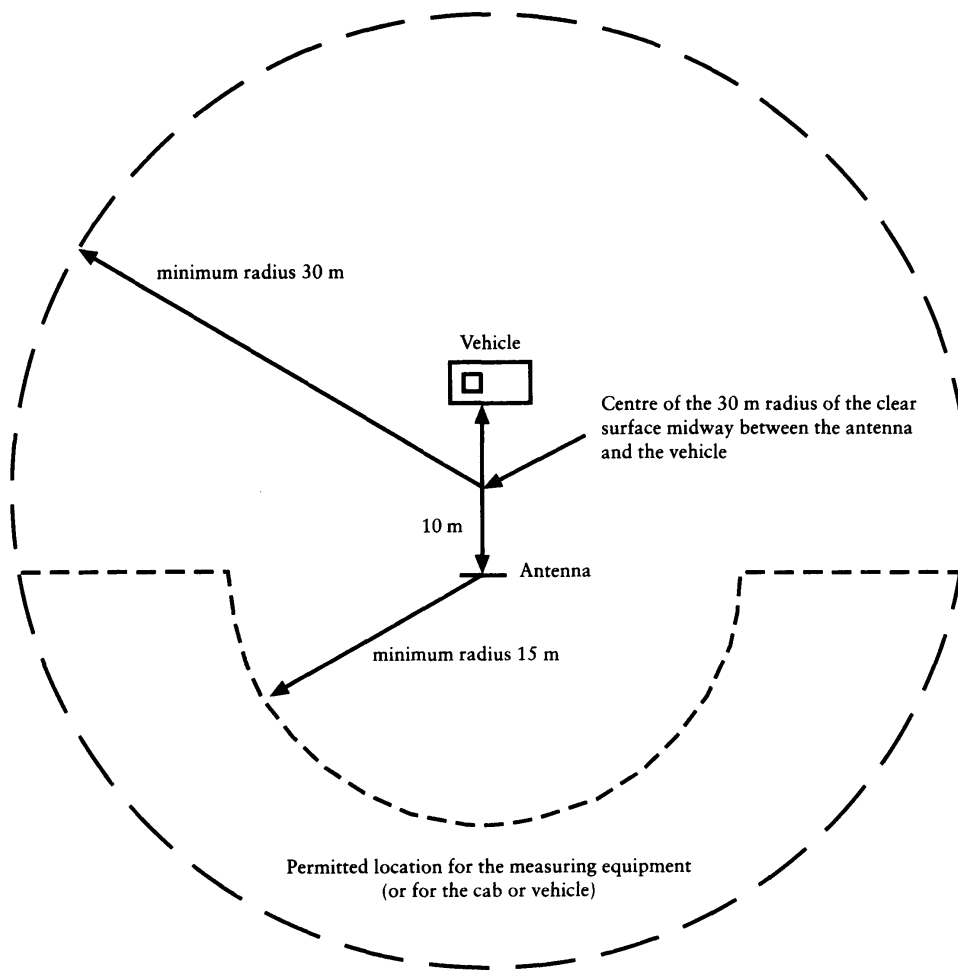 minimum radius 30 m
Vehicle
Centre of the 30 m radius of the clear
surface midway between the antenna
and the vehicle
10 m
Antenna
minimum radius 15 m
Permitted location for the measuring equipment
(or for the cab or vehicle)